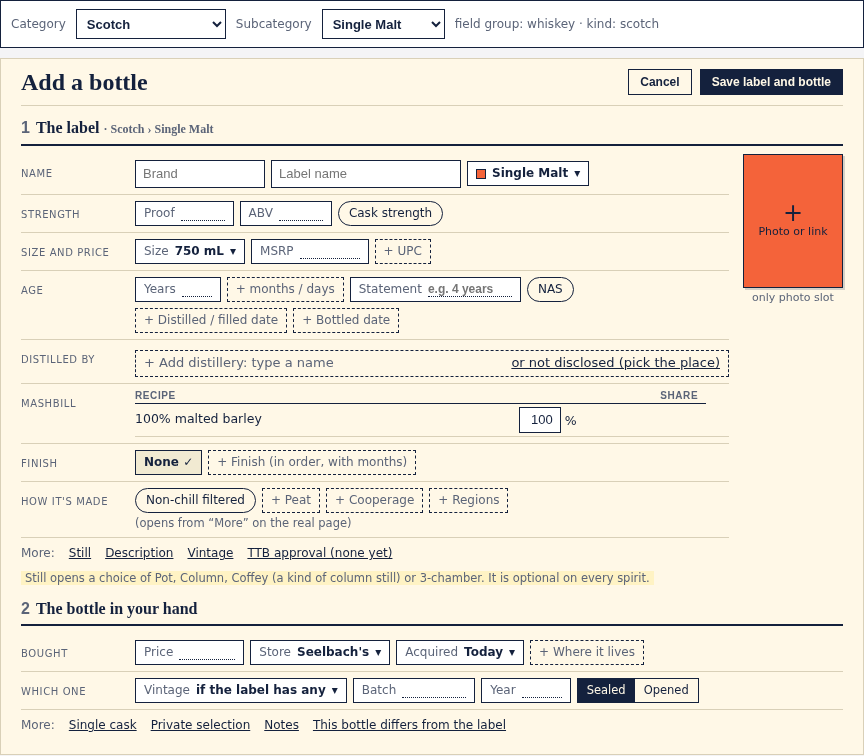 Category Scotch Subcategory Single Malt field group: whiskey · kind: scotch
Add a bottle Cancel Save label and bottle
1 The label · Scotch › Single Malt
NAME Brand Label name Single Malt ▾
STRENGTH Proof ABV Cask strength
SIZE AND PRICE Size 750 mL ▾ MSRP + UPC
AGE Years + months / days Statement e.g. 4 years NAS
+ Distilled / filled date + Bottled date
+
Photo or link
only photo slot
DISTILLED BY + Add distillery: type a name or not disclosed (pick the place)
MASHBILL RECIPE SHARE
100% malted barley 100 %
FINISH None ✓ + Finish (in order, with months)
HOW IT'S MADE Non-chill filtered + Peat + Cooperage + Regions
(opens from “More” on the real page)
More: Still Description Vintage TTB approval (none yet)
Still opens a choice of Pot, Column, Coffey (a kind of column still) or 3-chamber. It is optional on every spirit.
2 The bottle in your hand
BOUGHT Price Store Seelbach's ▾ Acquired Today ▾ + Where it lives
WHICH ONE Vintage if the label has any ▾ Batch Year Sealed Opened
More: Single cask Private selection Notes This bottle differs from the label